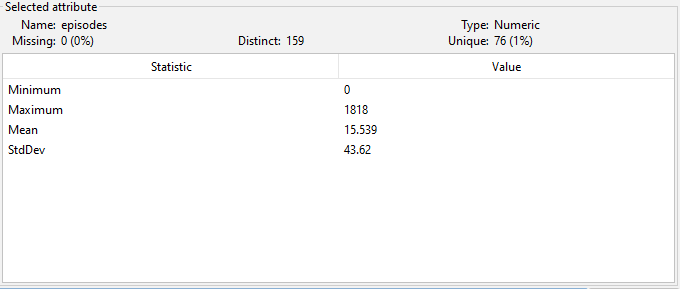 Selected attribute
Name: episodes Type: Numeric
Missing: 0 (0%) Distinct: 159 Unique: 76 (1%)
Statistic Value
Minimum 0
Maximum 1818
Mean 15.539
StdDev 43.62